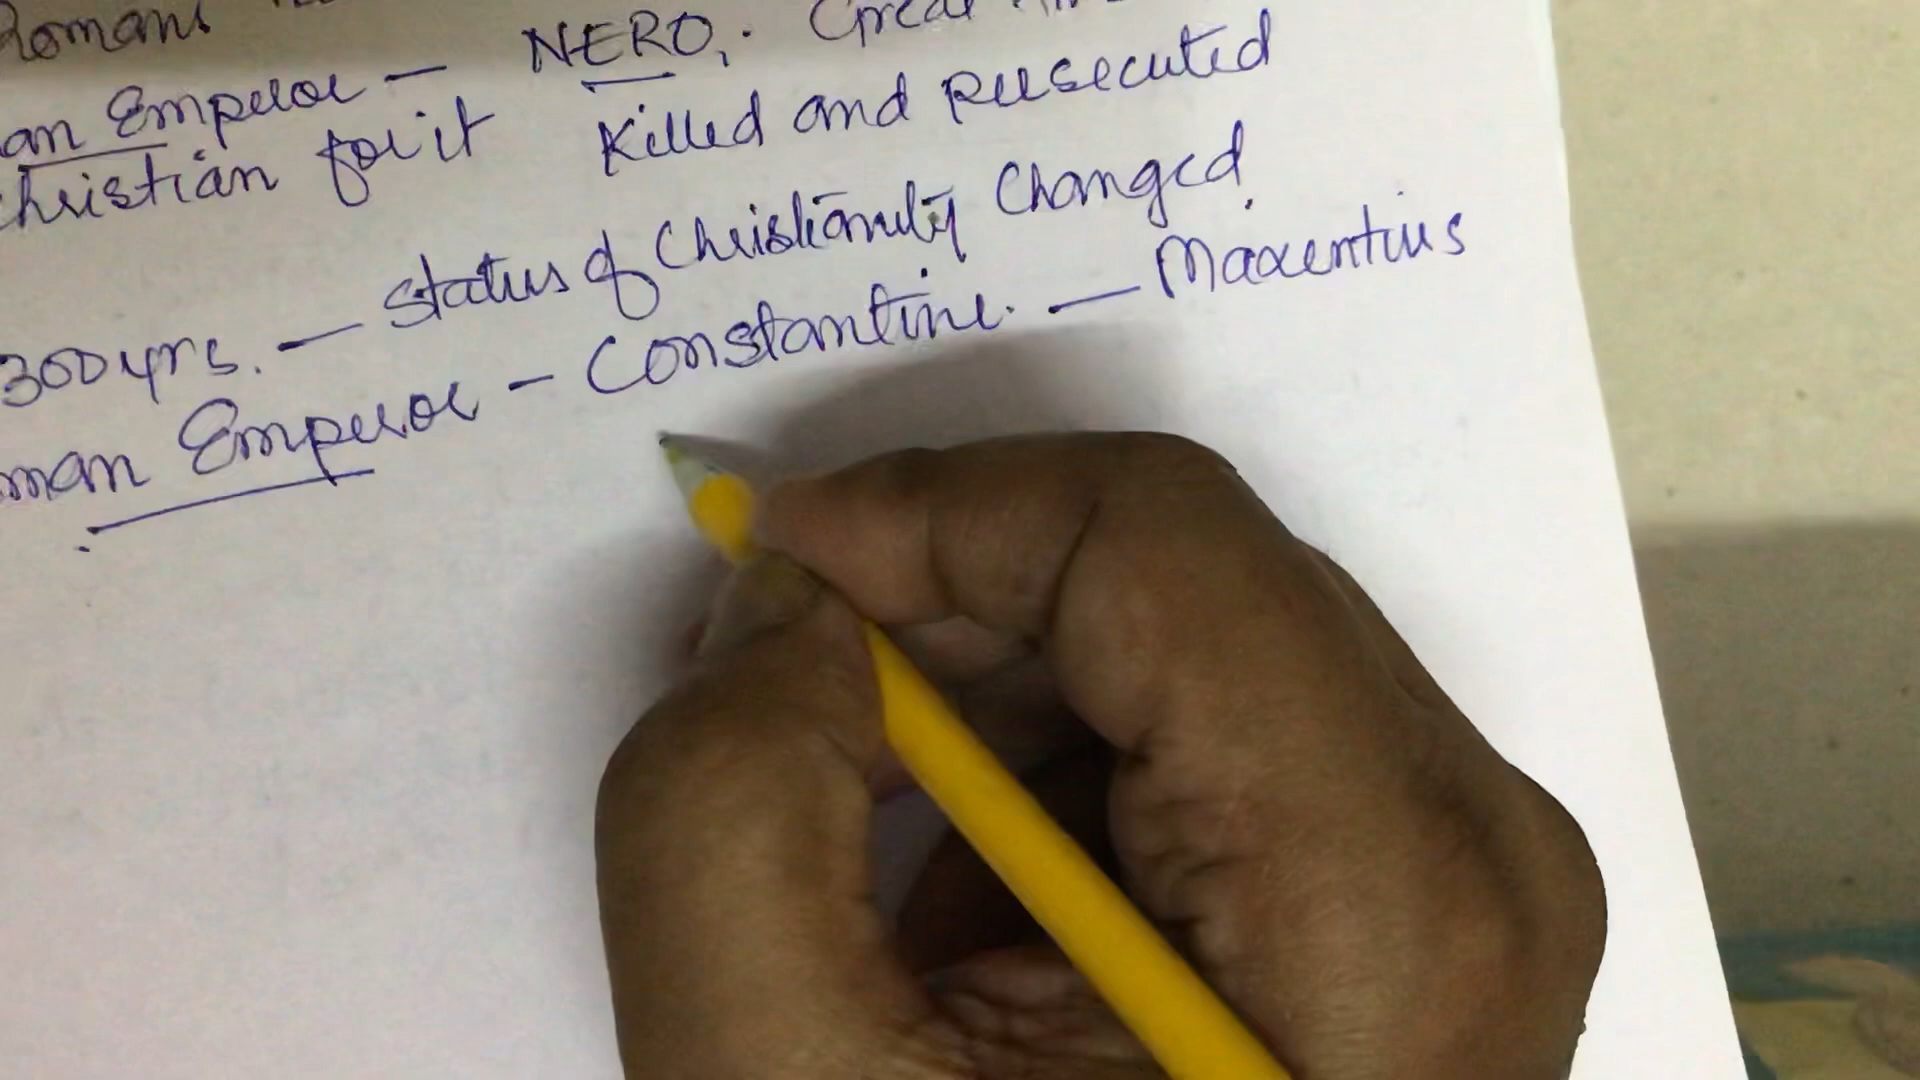 Romans
an Emperor — NERO. Great
christian for it killed and persecuted
300 yrs. — status of Christianity changed.
man Emperor - Constantine. — Maxentius